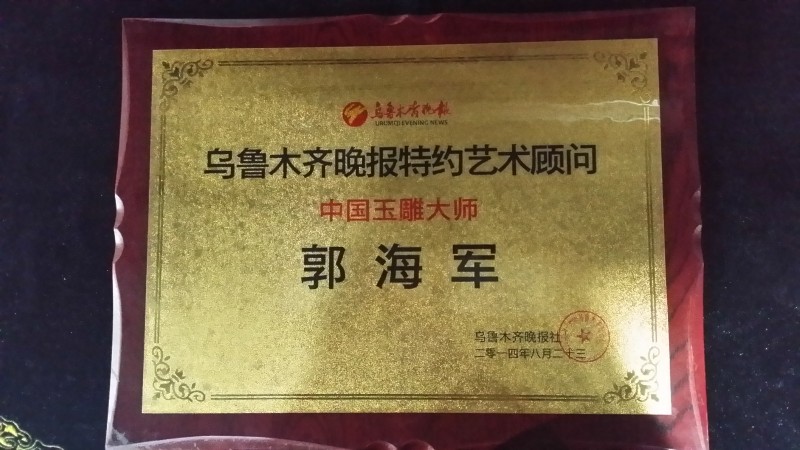 乌鲁木齐晚报
URUMQI EVENING NEWS
乌鲁木齐晚报特约艺术顾问
中国玉雕大师
郭海军
乌鲁木齐晚报社
二零一四年八月二十三